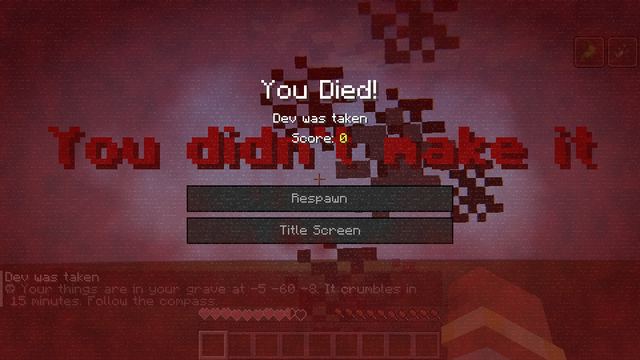 You Died!
Dev was taken
Score: 0
You didn't make it
Respawn
Title Screen
Dev was taken
Your things are in your grave at -5 -60 -8. It crumbles in
15 minutes. Follow the compass.